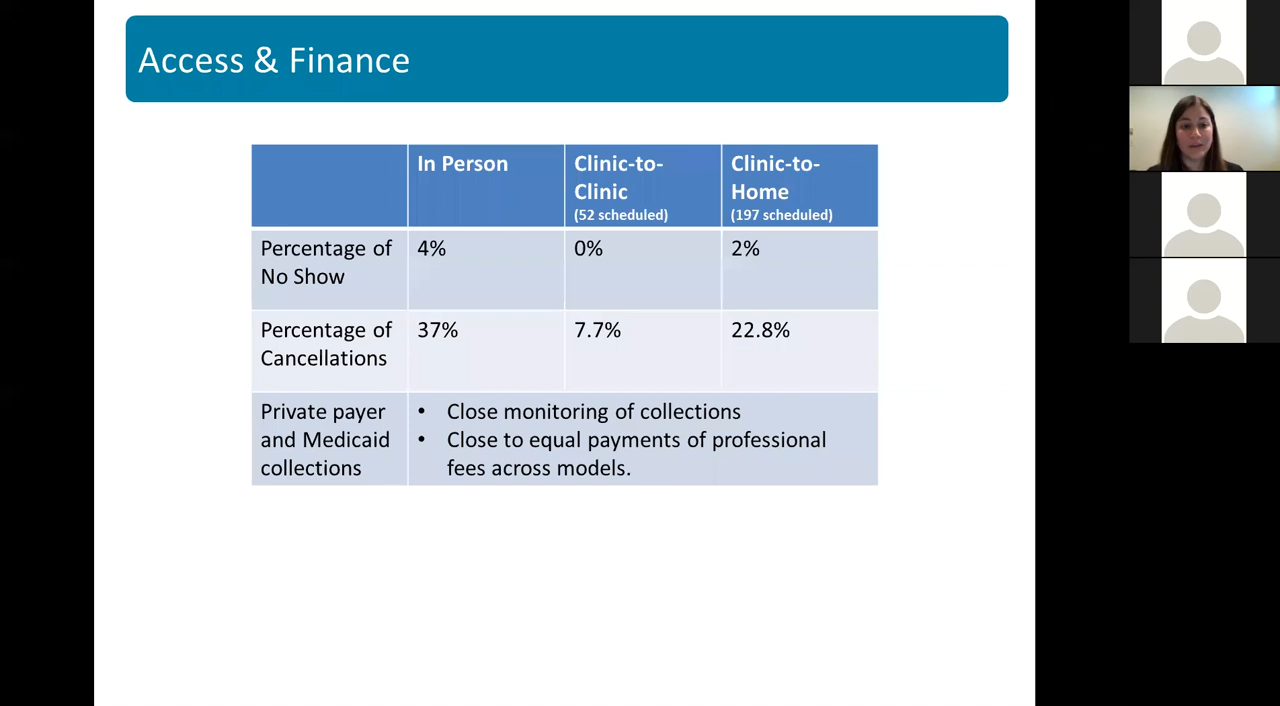 Access & Finance
In Person
Clinic-to-
Clinic
(52 scheduled)
Clinic-to-
Home
(197 scheduled)
Percentage of
No Show
4%
0%
2%
Percentage of
Cancellations
37%
7.7%
22.8%
Private payer
and Medicaid
collections
• Close monitoring of collections
• Close to equal payments of professional
fees across models.